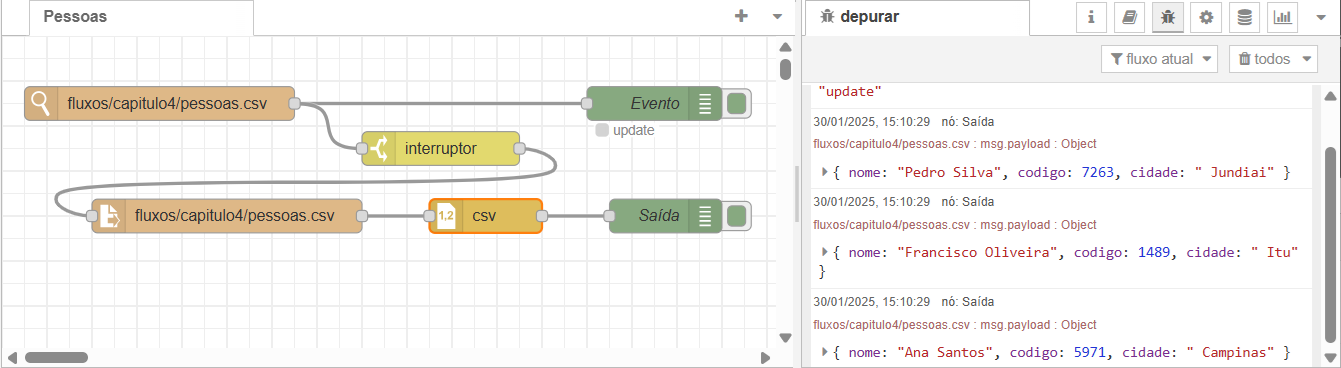 Pessoas
fluxos/capitulo4/pessoas.csv
Evento
update
interruptor
fluxos/capitulo4/pessoas.csv
1,2
csv
Saída
depurar
fluxo atual
todos
"update"
30/01/2025, 15:10:29 nó: Saída
fluxos/capitulo4/pessoas.csv : msg.payload : Object
{ nome: "Pedro Silva", codigo: 7263, cidade: " Jundiai" }
30/01/2025, 15:10:29 nó: Saída
fluxos/capitulo4/pessoas.csv : msg.payload : Object
{ nome: "Francisco Oliveira", codigo: 1489, cidade: " Itu"
}
30/01/2025, 15:10:29 nó: Saída
fluxos/capitulo4/pessoas.csv : msg.payload : Object
{ nome: "Ana Santos", codigo: 5971, cidade: " Campinas" }